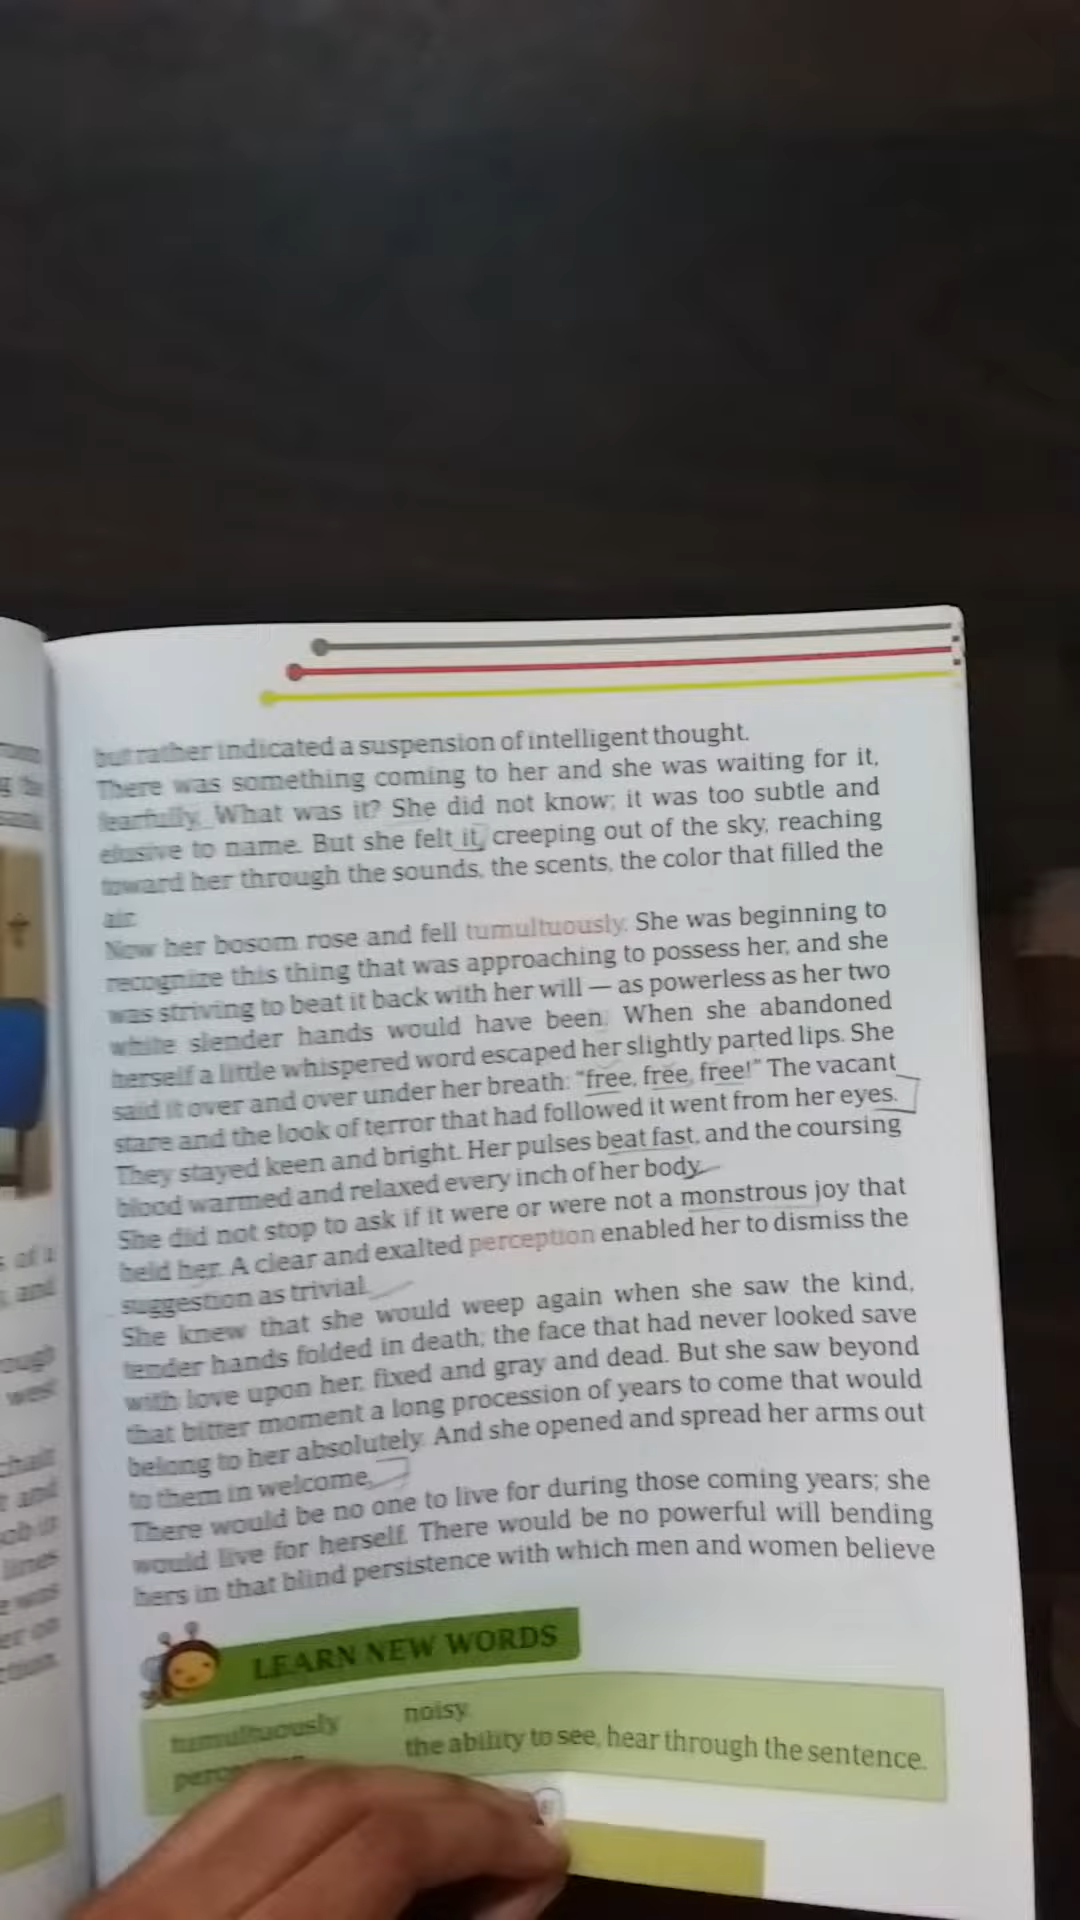 but rather indicated a suspension of intelligent thought.
There was something coming to her and she was waiting for it,
fearfully. What was it? She did not know; it was too subtle and
elusive to name. But she felt it, creeping out of the sky, reaching
toward her through the sounds, the scents, the color that filled the
air.
Now her bosom rose and fell tumultuously. She was beginning to
recognize this thing that was approaching to possess her, and she
was striving to beat it back with her will — as powerless as her two
white slender hands would have been. When she abandoned
herself a little whispered word escaped her slightly parted lips. She
said it over and over under her breath: "free, free, free!" The vacant
stare and the look of terror that had followed it went from her eyes.
They stayed keen and bright. Her pulses beat fast, and the coursing
blood warmed and relaxed every inch of her body.
She did not stop to ask if it were or were not a monstrous joy that
held her. A clear and exalted perception enabled her to dismiss the
suggestion as trivial.
She knew that she would weep again when she saw the kind,
tender hands folded in death; the face that had never looked save
with love upon her, fixed and gray and dead. But she saw beyond
that bitter moment a long procession of years to come that would
belong to her absolutely. And she opened and spread her arms out
to them in welcome.
There would be no one to live for during those coming years; she
would live for herself. There would be no powerful will bending
hers in that blind persistence with which men and women believe
LEARN NEW WORDS
tumultuously noisy.
the ability to see, hear through the sentence.
of a
and
west
chair
and
lines
was